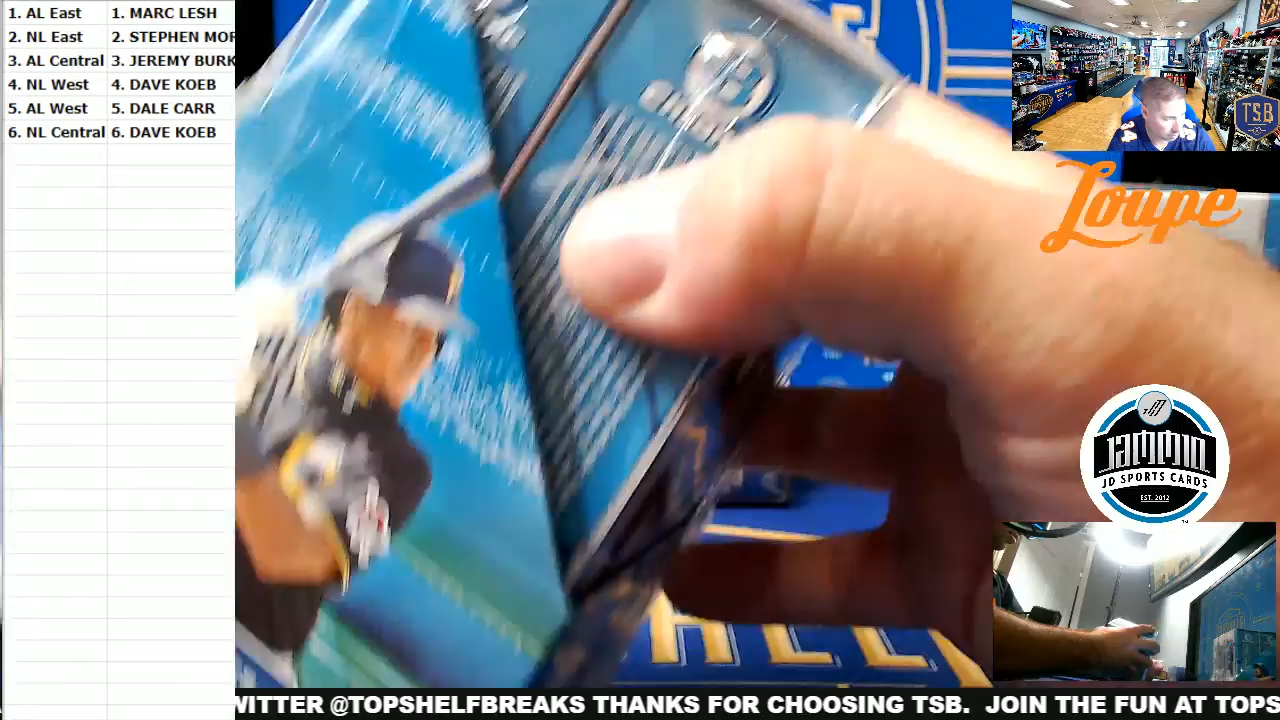 1. AL East 1. MARC LESH
2. NL East 2. STEPHEN MOR
3. AL Central 3. JEREMY BURK
4. NL West 4. DAVE KOEB
5. AL West 5. DALE CARR
6. NL Central 6. DAVE KOEB
TSB
Loupe
JAMMIN
JD SPORTS CARDS
EST. 2012
WITTER @TOPSHELFBREAKS THANKS FOR CHOOSING TSB. JOIN THE FUN AT TOPS